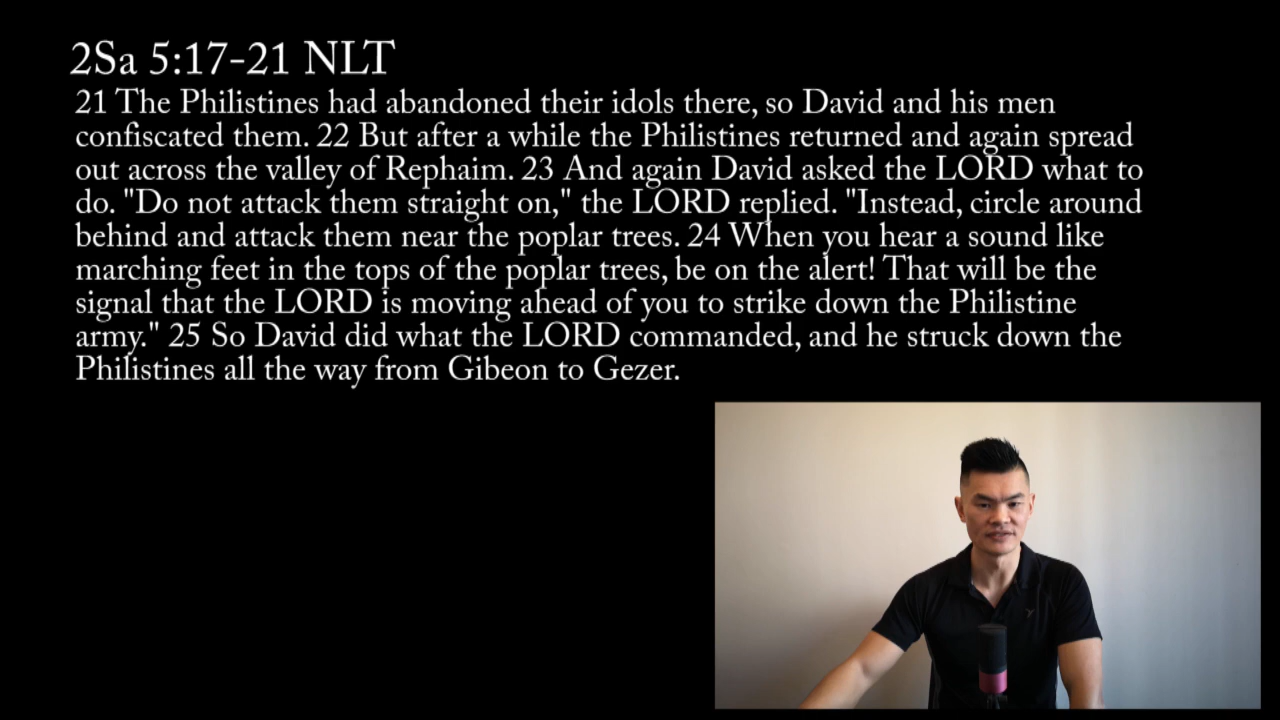 2Sa 5:17-21 NLT
21 The Philistines had abandoned their idols there, so David and his men
confiscated them. 22 But after a while the Philistines returned and again spread
out across the valley of Rephaim. 23 And again David asked the LORD what to
do. "Do not attack them straight on," the LORD replied. "Instead, circle around
behind and attack them near the poplar trees. 24 When you hear a sound like
marching feet in the tops of the poplar trees, be on the alert! That will be the
signal that the LORD is moving ahead of you to strike down the Philistine
army." 25 So David did what the LORD commanded, and he struck down the
Philistines all the way from Gibeon to Gezer.